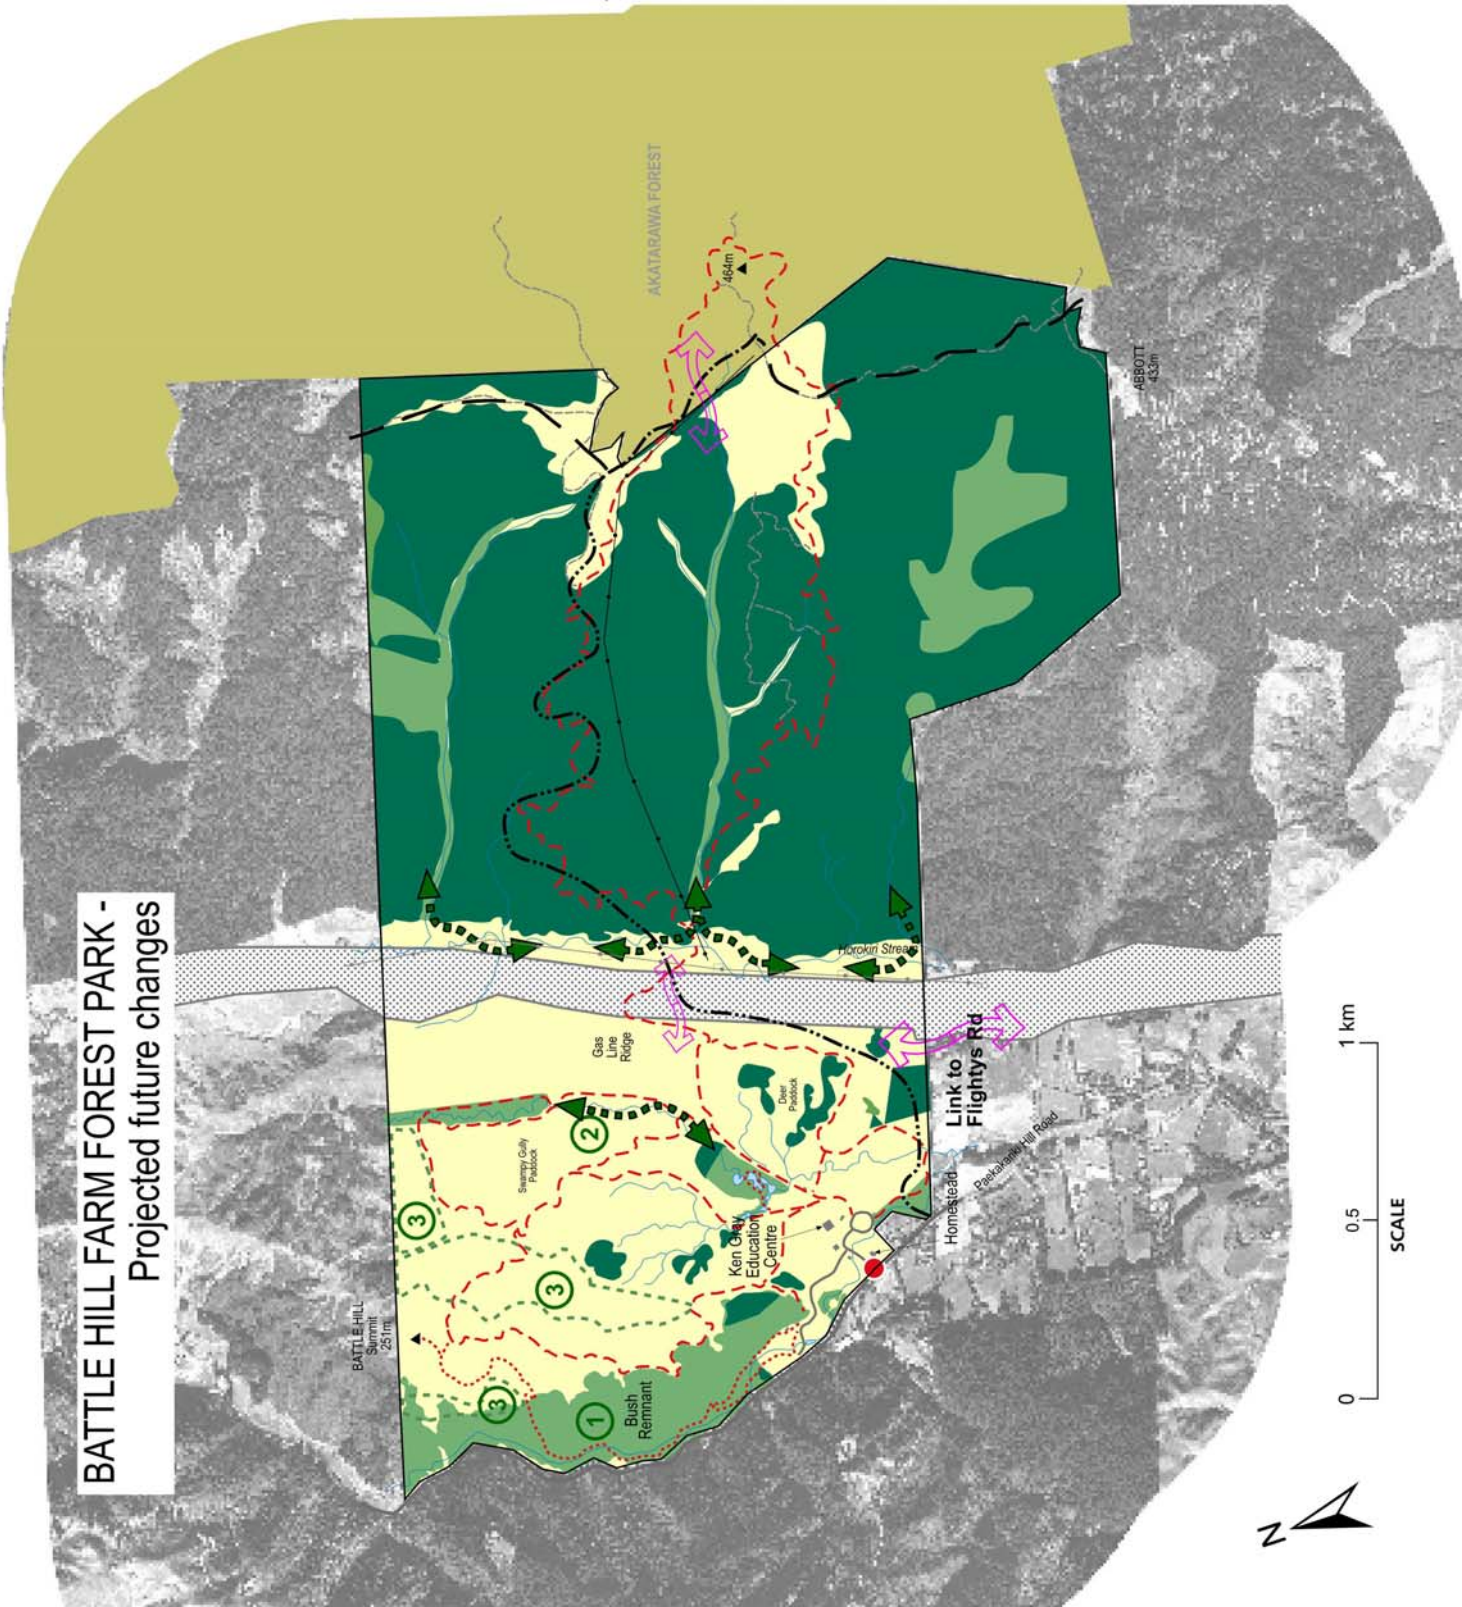 BATTLE HILL FARM FOREST PARK -
Projected future changes
AKATARAWA FOREST
464m
ABBOTT
433m
Horokiri Stream
Gas
Line
Ridge
Deer
Paddock
Link to
Flightys Rd
Swampy Gully
Paddock
2
3
3
3
1
BATTLE HILL
Summit
251m
Bush
Remnant
Ken Gray
Education
Centre
Homestead
Paekakariki Hill Road
0
0.5
1 km
SCALE
N